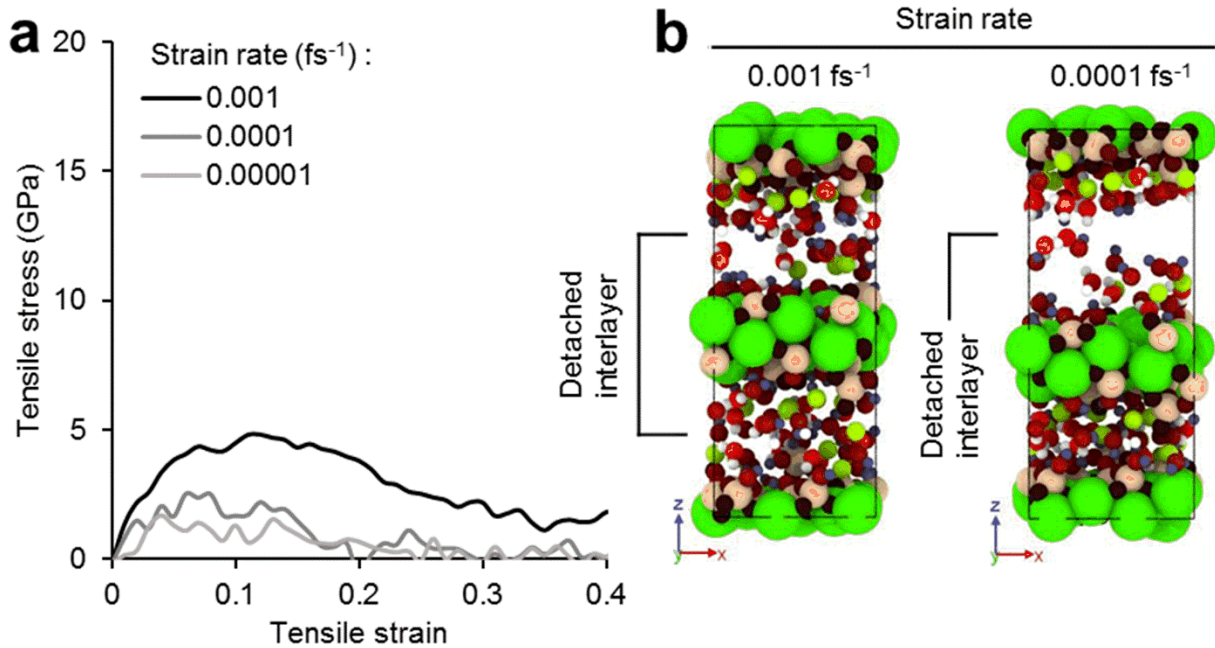 a
20
15
10
5
0
Tensile stress (GPa)
Strain rate (fs⁻¹) :
0.001
0.0001
0.00001
0 0.1 0.2 0.3 0.4
Tensile strain
b
Strain rate
0.001 fs⁻¹ 0.0001 fs⁻¹
Detached
interlayer
Detached
interlayer
z
y x
z
y x